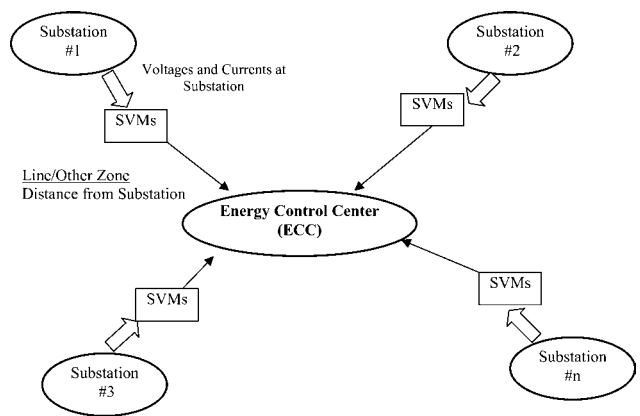 Substation
#1
Substation
#2
Voltages and Currents at
Substation
SVMs
SVMs
Line/Other Zone
Distance from Substation
Energy Control Center
(ECC)
SVMs
SVMs
Substation
#3
Substation
#n